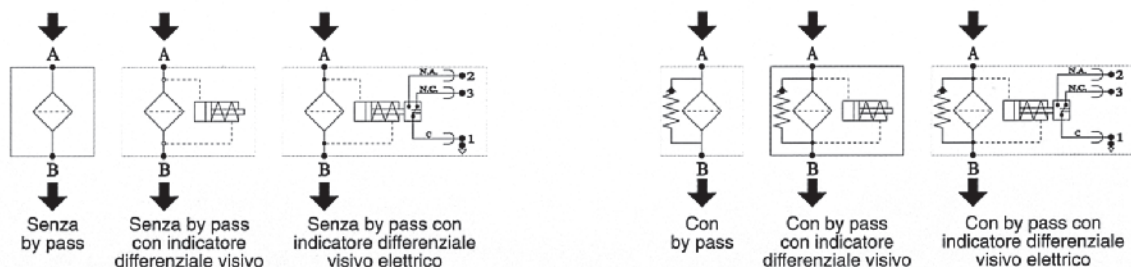 A
A
A
A
A
A
N.A.
2
N.C.
3
C
1
N.A.
2
N.C.
3
C
1
B
B
B
B
B
B
Senza
by pass
Senza by pass
con indicatore
differenziale visivo
Senza by pass con
indicatore differenziale
visivo elettrico
Con
by pass
Con by pass
con indicatore
differenziale visivo
Con by pass con
indicatore differenziale
visivo elettrico